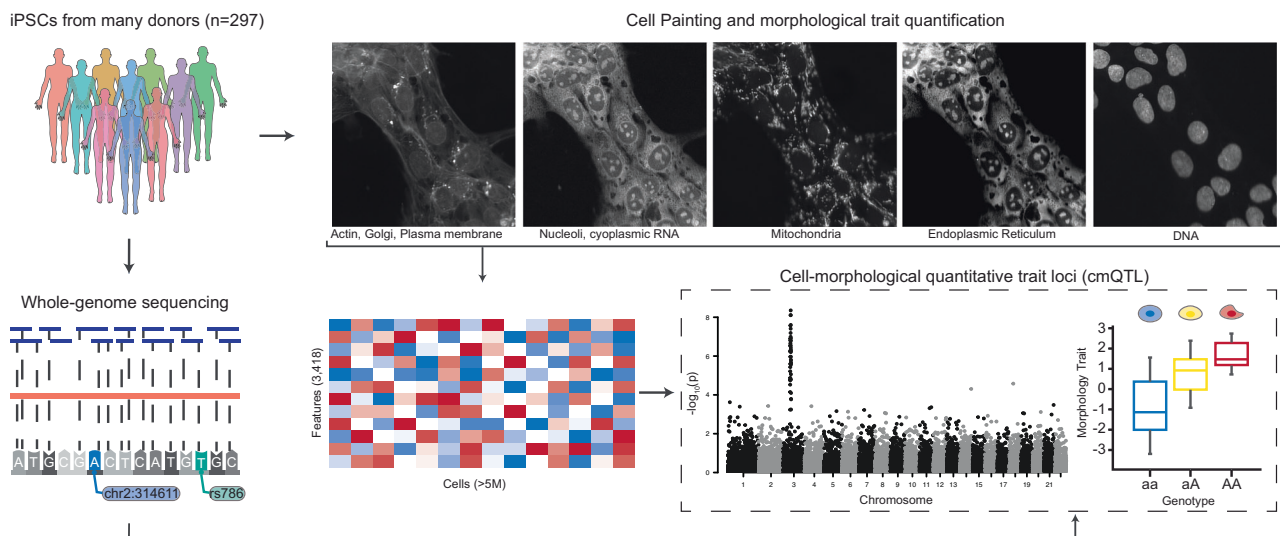 iPSCs from many donors (n=297)
Cell Painting and morphological trait quantification
Actin, Golgi, Plasma membrane
Nucleoli, cyoplasmic RNA
Mitochondria
Endoplasmic Reticulum
DNA
Whole-genome sequencing
A T G C G A C T C A T G T T G C
chr2:314611
rs786
Features (3,418)
Cells (>5M)
Cell-morphological quantitative trait loci (cmQTL)
-log10(p)
8
6
4
2
0
1 2 3 4 5 6 7 8 9 10 11 12 13 15 17 19 21
Chromosome
Morphology Trait
3
2
1
0
-1
-2
-3
aa aA AA
Genotype